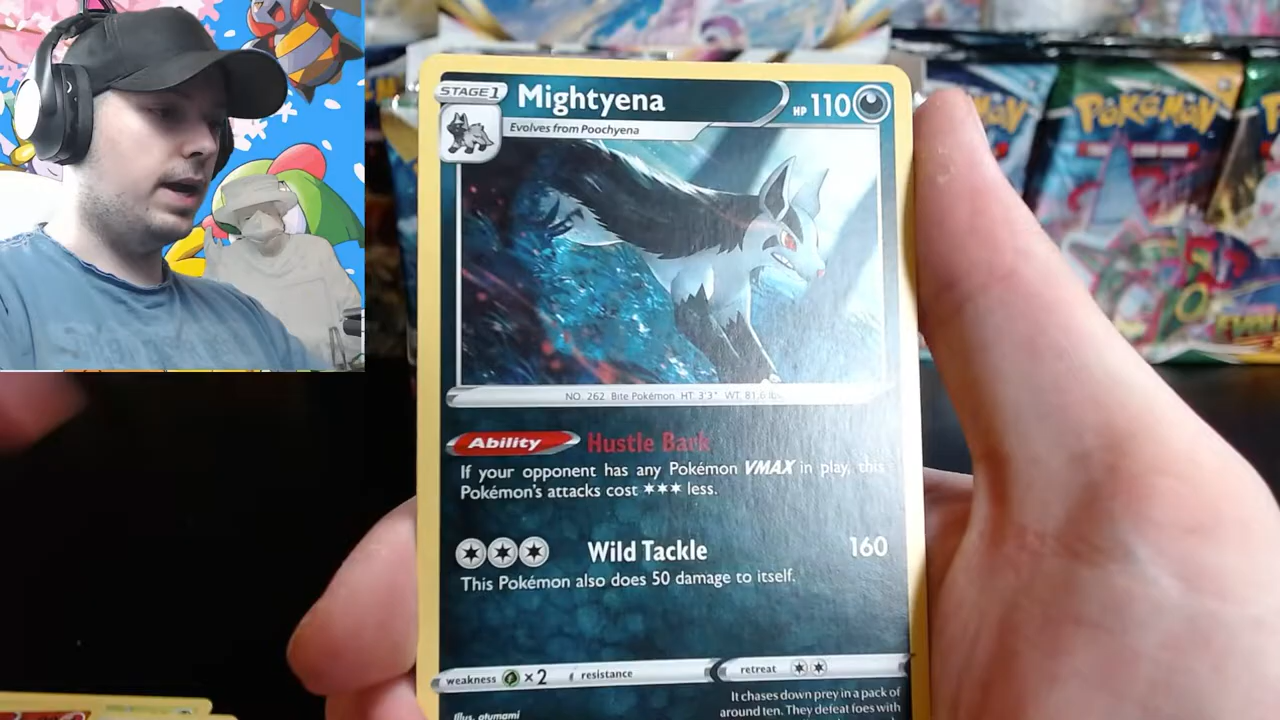 STAGE 1 Mightyena HP 110
Evolves from Poochyena
NO. 262 Bite Pokémon HT. 3'3" WT. 81.6 lbs
Ability Hustle Bark
If your opponent has any Pokémon VMAX in play, this
Pokémon's attacks cost ✶✶✶ less.
Wild Tackle 160
This Pokémon also does 50 damage to itself.
weakness ×2 resistance retreat
It chases down prey in a pack of
around ten. They defeat foes with
Illus. otumami
POKÉMON